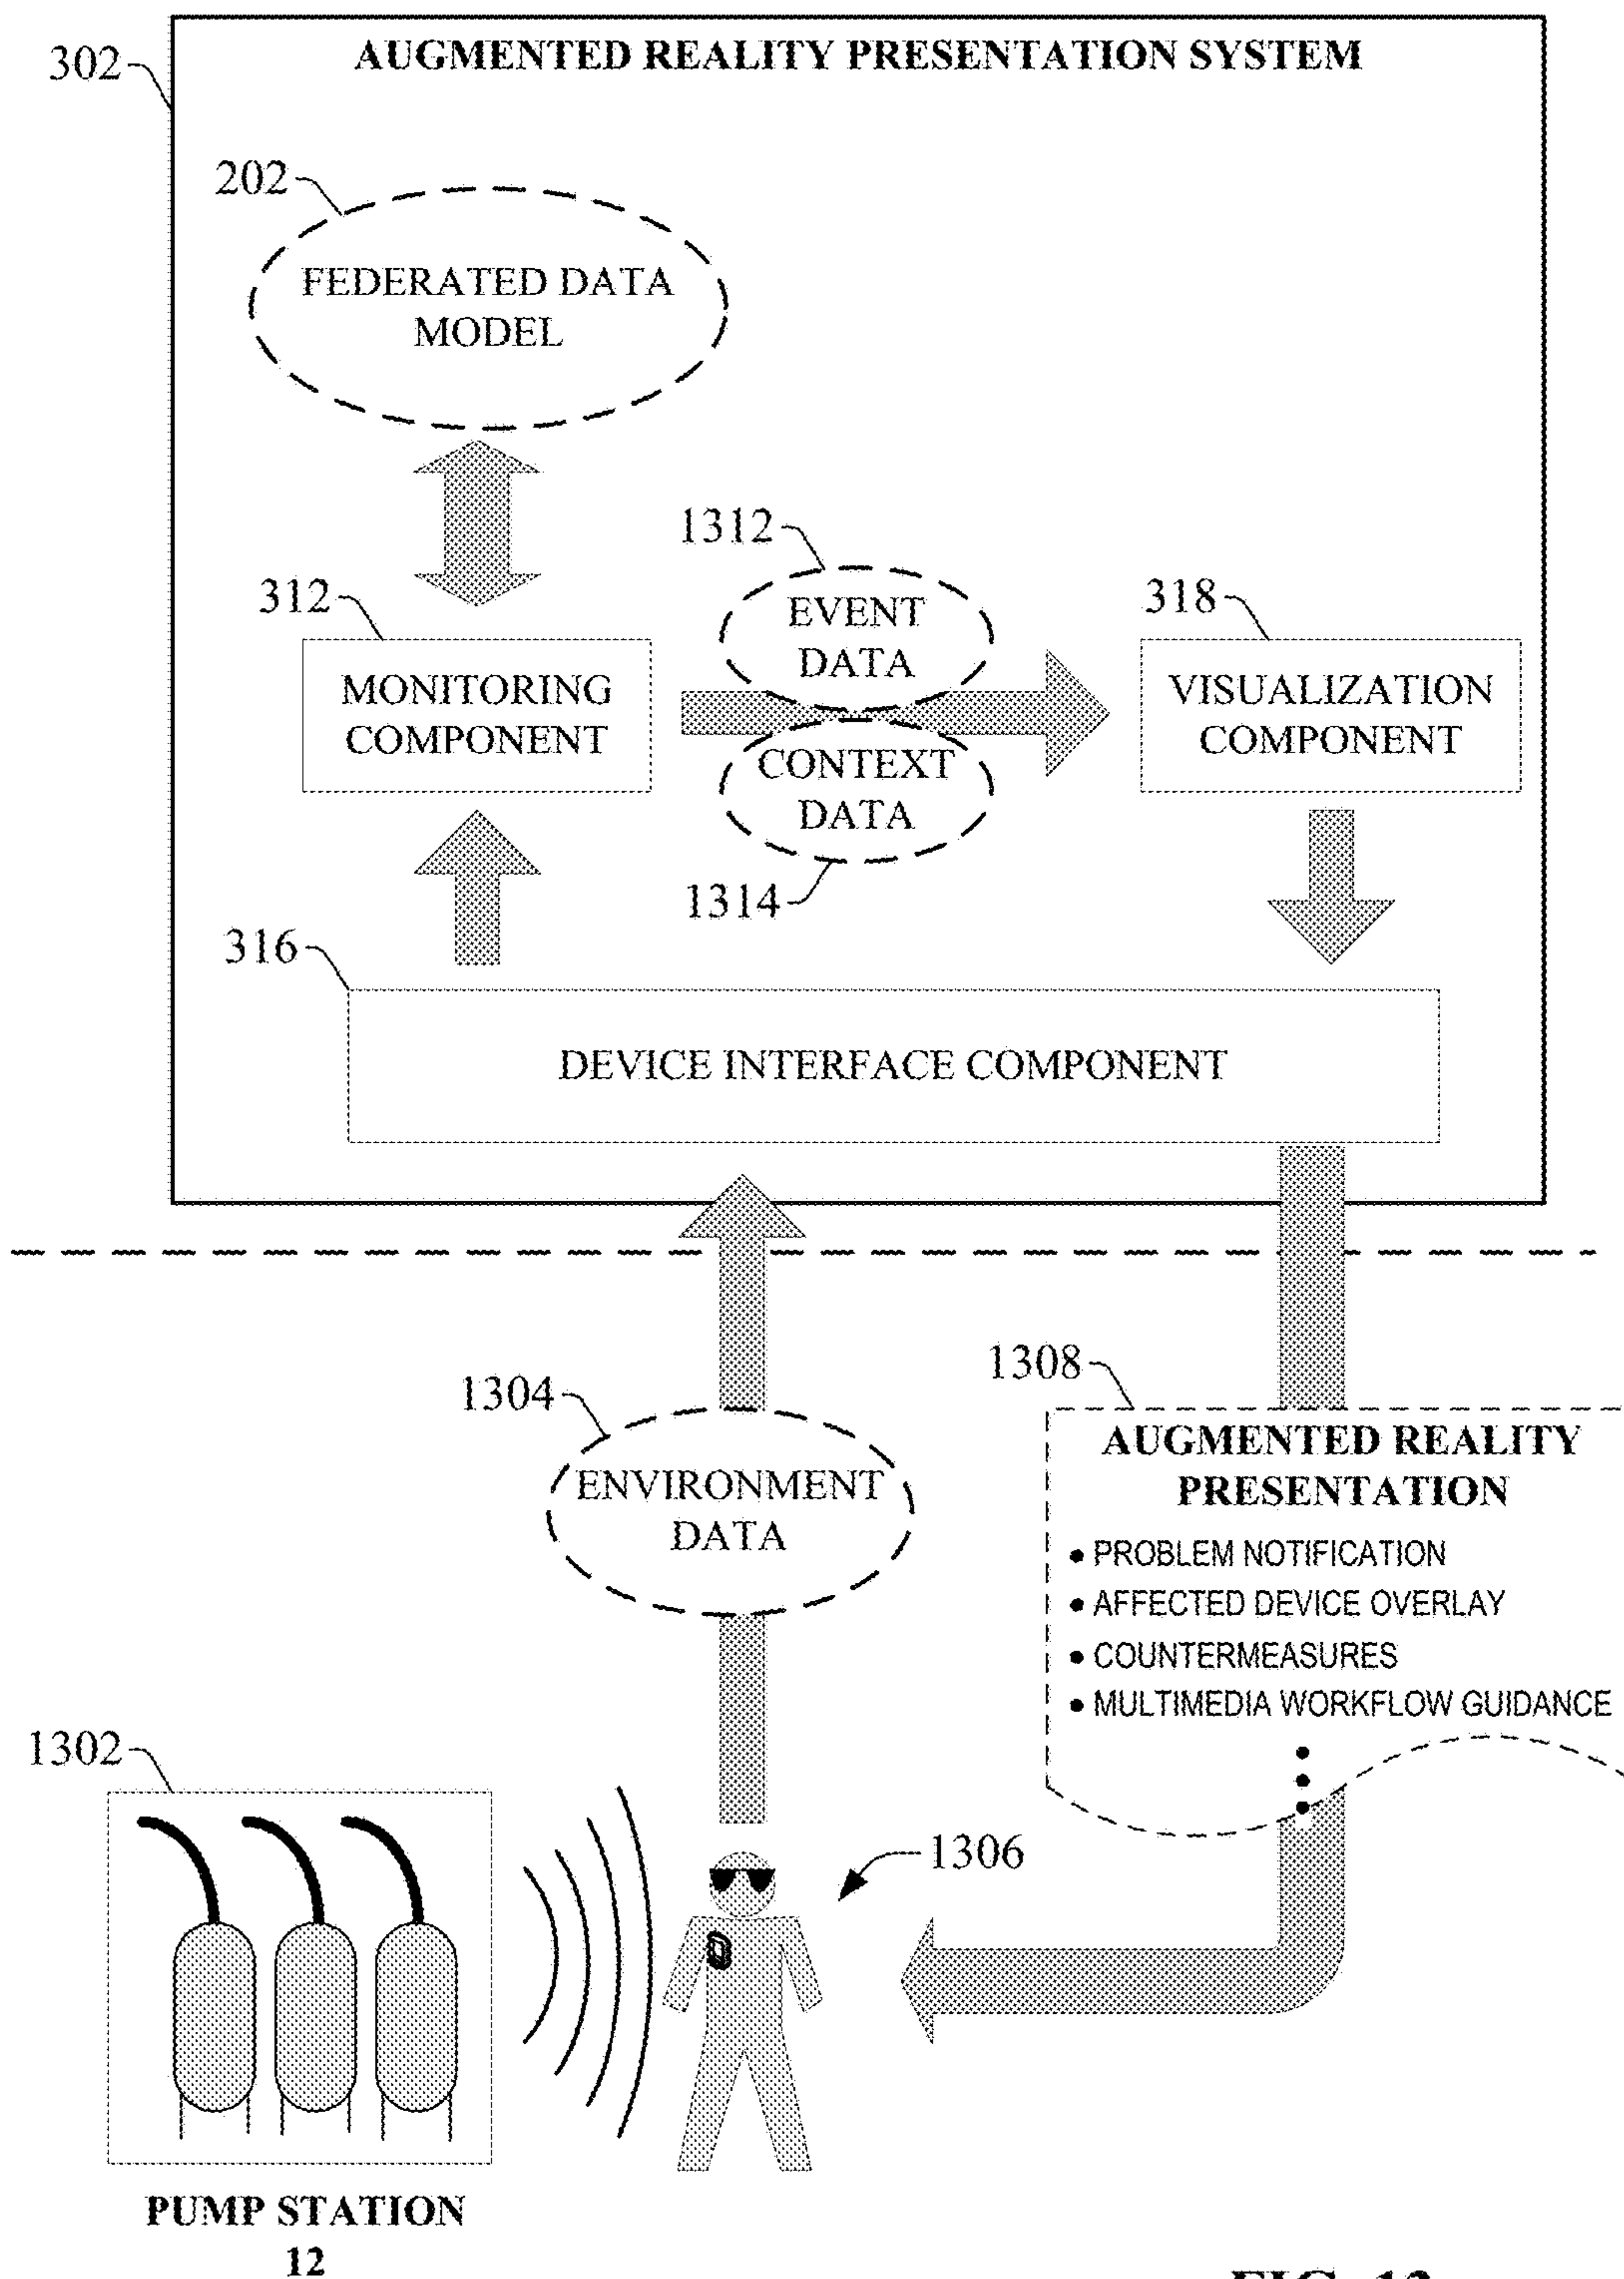 302
AUGMENTED REALITY PRESENTATION SYSTEM
202
FEDERATED DATA
MODEL
1312
EVENT
DATA
312
MONITORING
COMPONENT
318
VISUALIZATION
COMPONENT
CONTEXT
DATA
1314
316
DEVICE INTERFACE COMPONENT
1308
1304
ENVIRONMENT
DATA
AUGMENTED REALITY
PRESENTATION
• PROBLEM NOTIFICATION
• AFFECTED DEVICE OVERLAY
• COUNTERMEASURES
• MULTIMEDIA WORKFLOW GUIDANCE
1302
1306
PUMP STATION
12